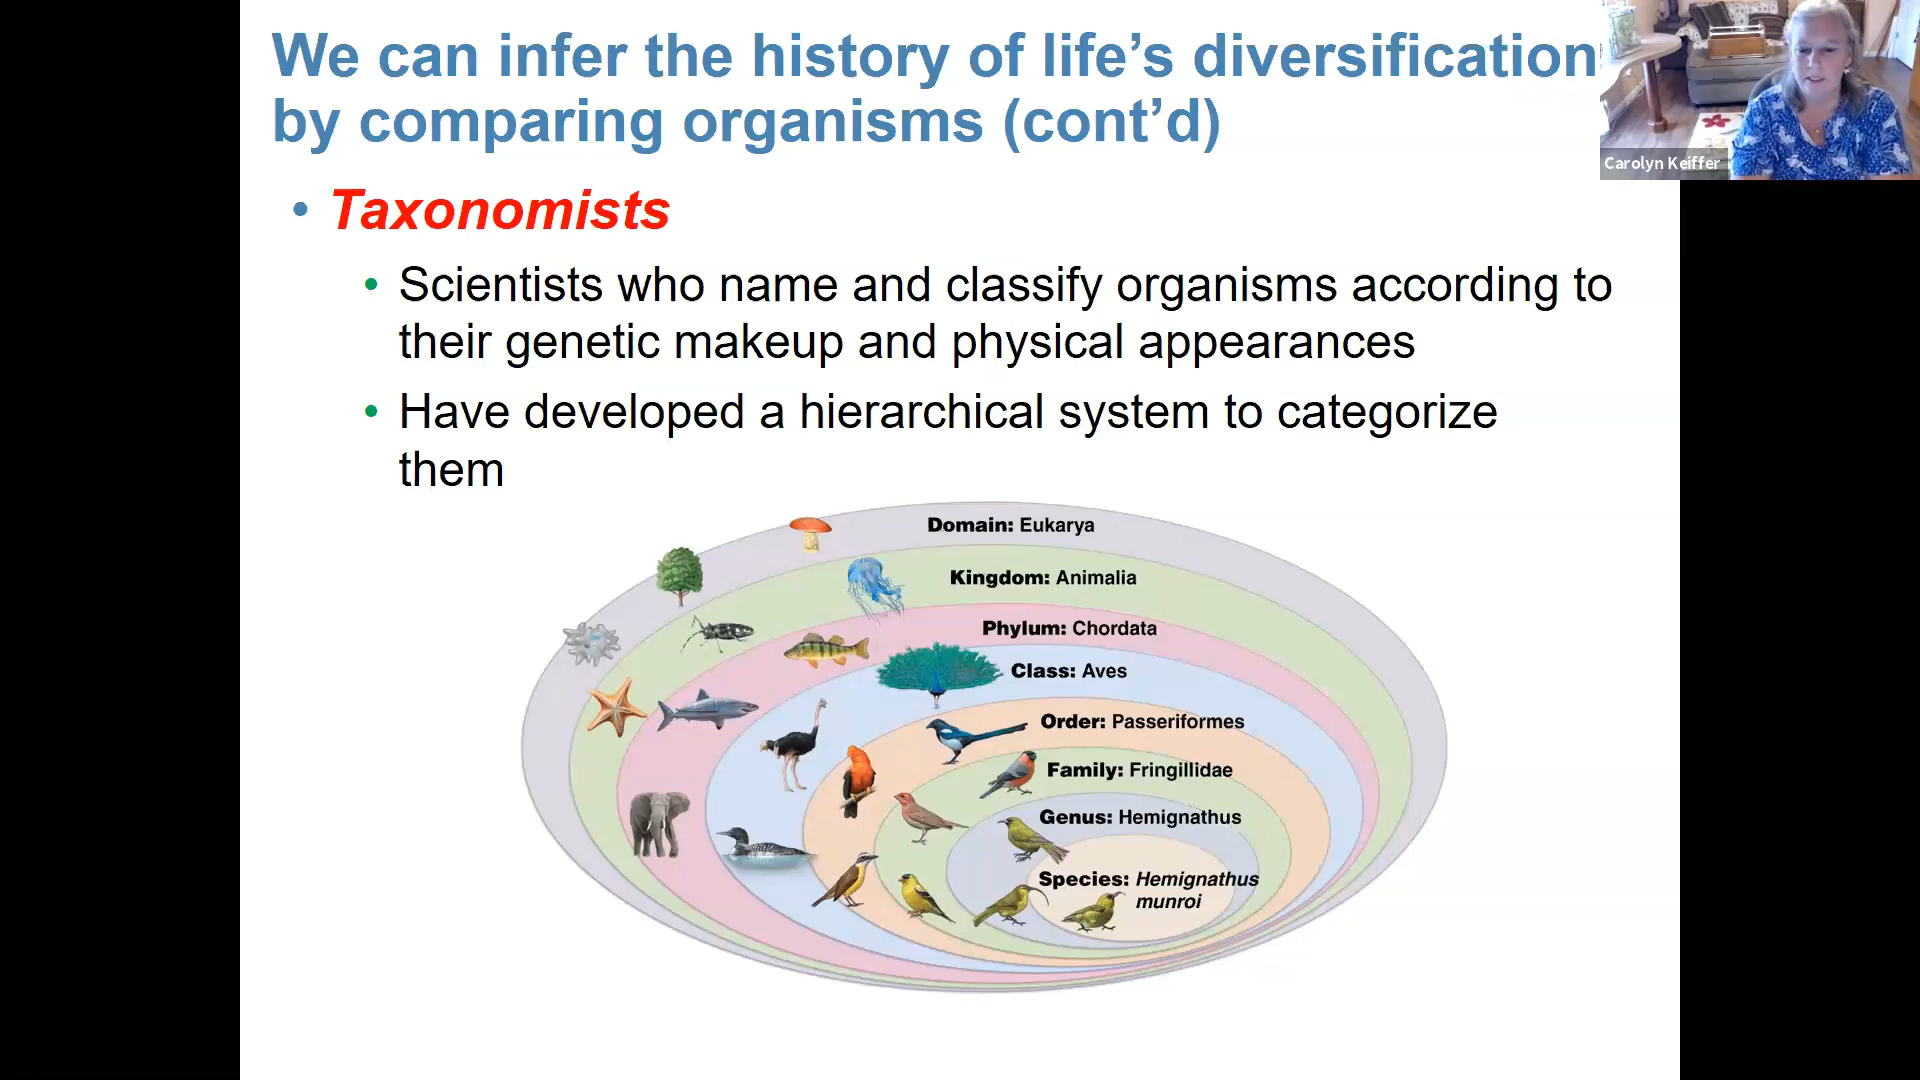 We can infer the history of life’s diversification
by comparing organisms (cont’d)
Carolyn Keiffer
• Taxonomists
• Scientists who name and classify organisms according to
their genetic makeup and physical appearances
• Have developed a hierarchical system to categorize
them
Domain: Eukarya
Kingdom: Animalia
Phylum: Chordata
Class: Aves
Order: Passeriformes
Family: Fringillidae
Genus: Hemignathus
Species: Hemignathus
munroi